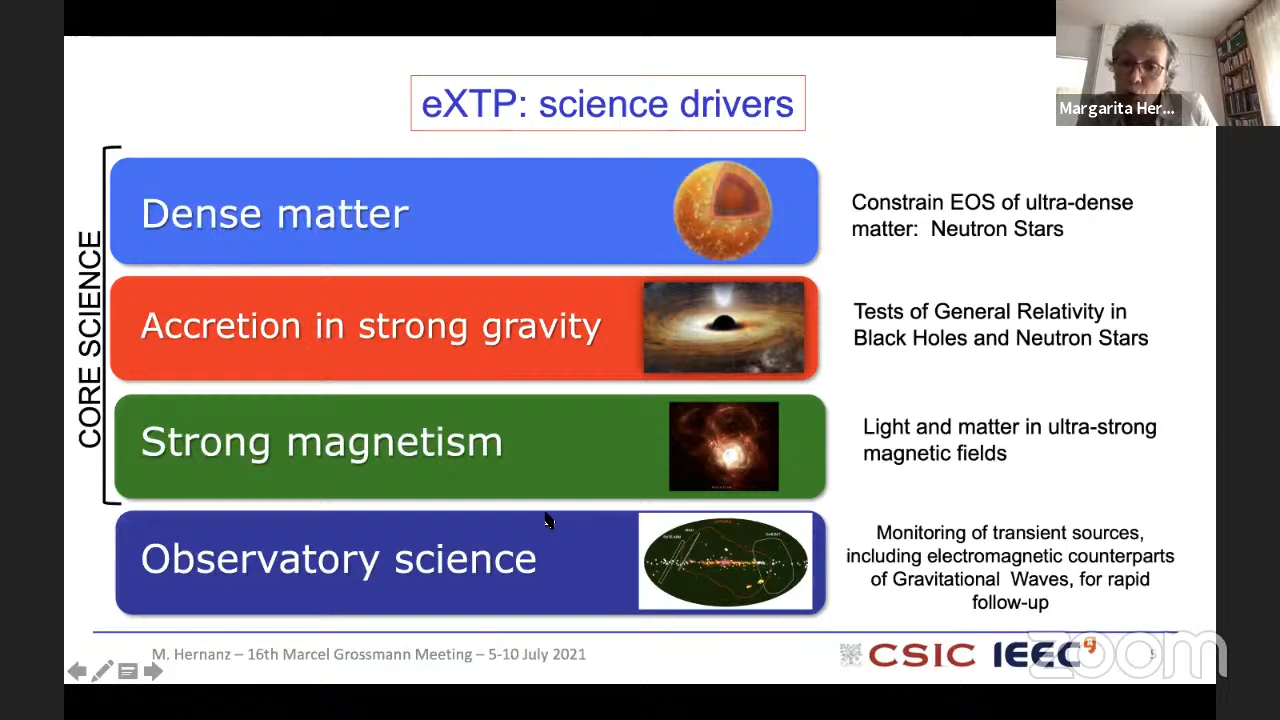 eXTP: science drivers
Margarita Her...
CORE SCIENCE
Dense matter
Constrain EOS of ultra-dense
matter: Neutron Stars
Accretion in strong gravity
Tests of General Relativity in
Black Holes and Neutron Stars
Strong magnetism
Light and matter in ultra-strong
magnetic fields
Observatory science
Monitoring of transient sources,
including electromagnetic counterparts
of Gravitational Waves, for rapid
follow-up
M. Hernanz – 16th Marcel Grossmann Meeting – 5-10 July 2021
CSIC IEEC
zoom